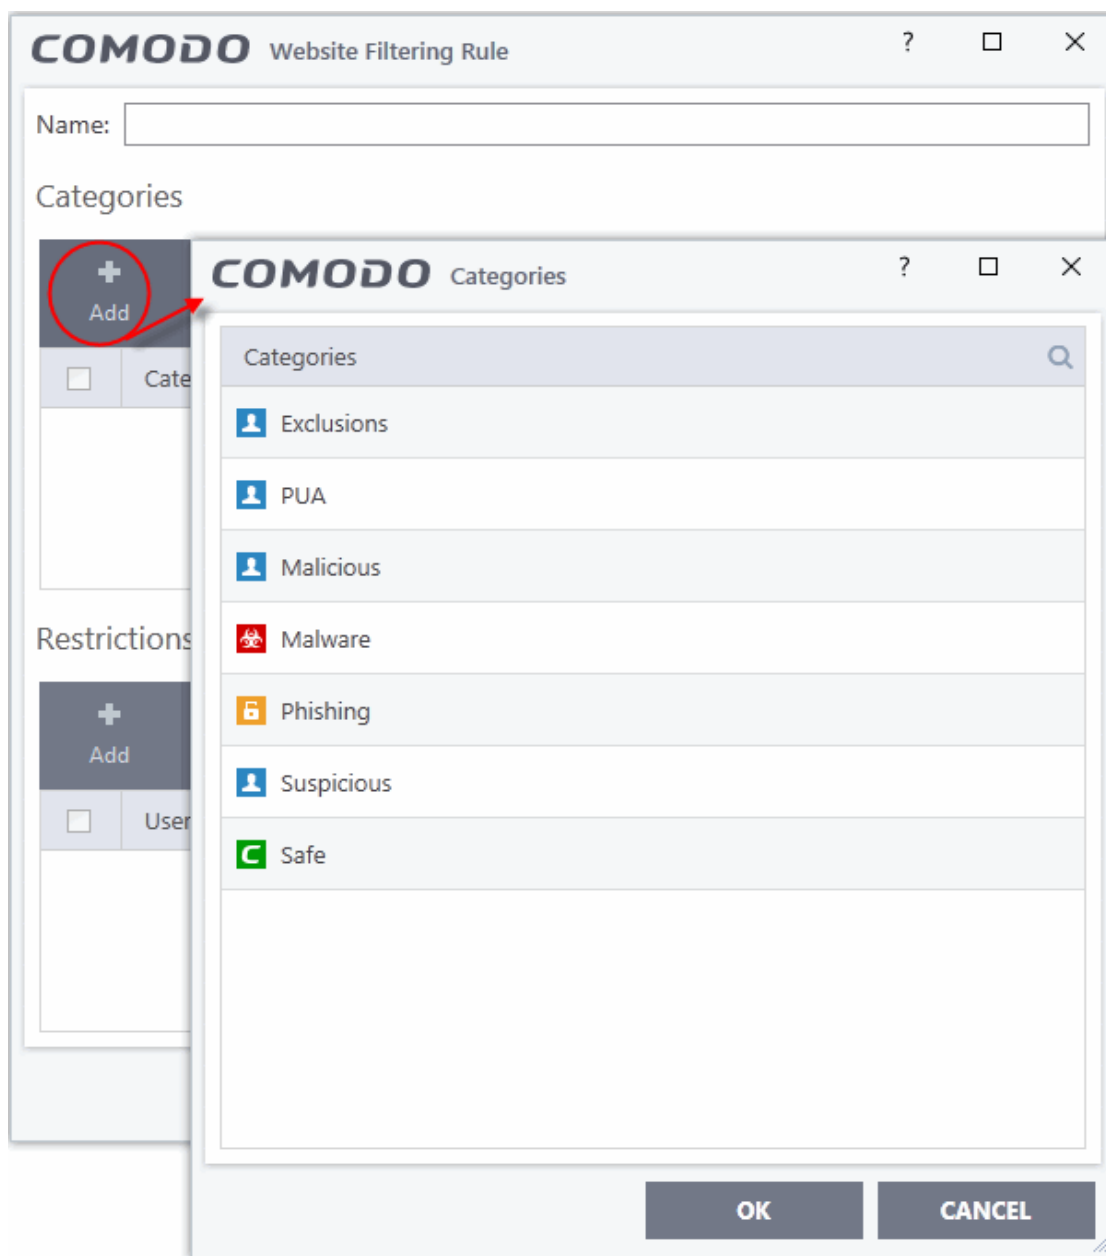 COMODO Website Filtering Rule ?
Name:
Categories
Add
Cate
COMODO Categories ?
Categories
Exclusions
PUA
Malicious
Malware
Phishing
Suspicious
Safe
Restrictions
Add
User
OK CANCEL